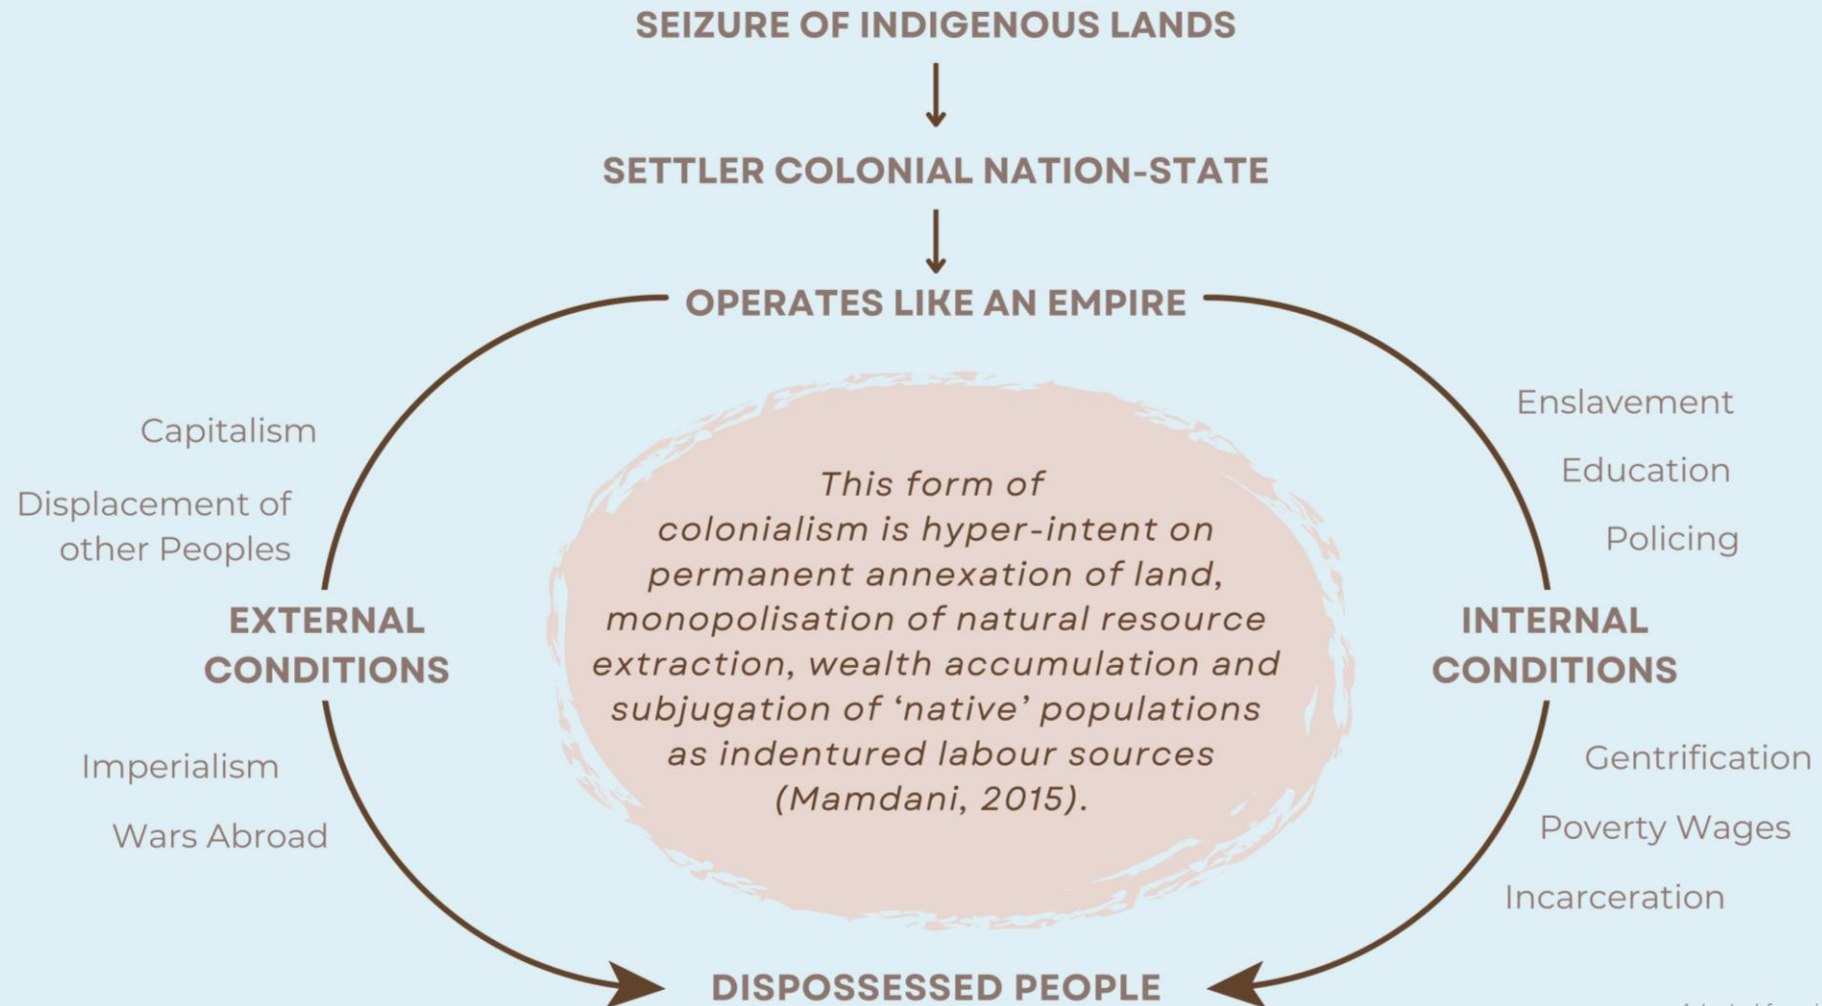 SEIZURE OF INDIGENOUS LANDS
SETTLER COLONIAL NATION-STATE
OPERATES LIKE AN EMPIRE
Capitalism
Displacement of
other Peoples
EXTERNAL
CONDITIONS
Imperialism
Wars Abroad
This form of
colonialism is hyper-intent on
permanent annexation of land,
monopolisation of natural resource
extraction, wealth accumulation and
subjugation of ‘native’ populations
as indentured labour sources
(Mamdani, 2015).
Enslavement
Education
Policing
INTERNAL
CONDITIONS
Gentrification
Poverty Wages
Incarceration
DISPOSSESSED PEOPLE